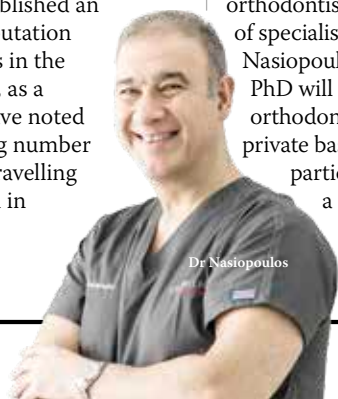 blished an
utation
s in the
, as a
ve noted
g number
ravelling
in
orthodontis
of specialis
Nasiopoul
PhD will
orthodon
private ba
partic
a
Dr Nasiopoulos